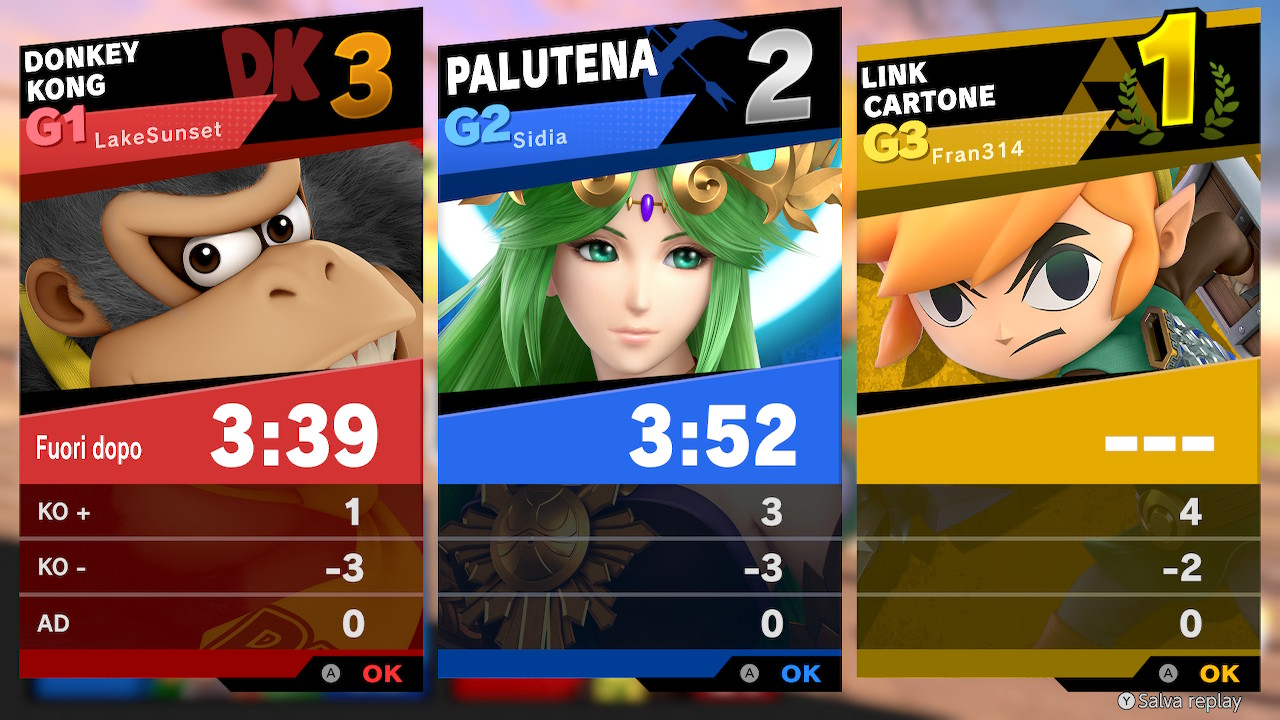 DONKEY
KONG
DK
3
G1 LakeSunset
Fuori dopo 3:39
KO + 1
KO - -3
AD 0
A OK
PALUTENA
2
G2 Sidia
3:52
3
-3
0
A OK
LINK
CARTONE
1
G3 Fran314
---
4
-2
0
A OK
Y Salva replay